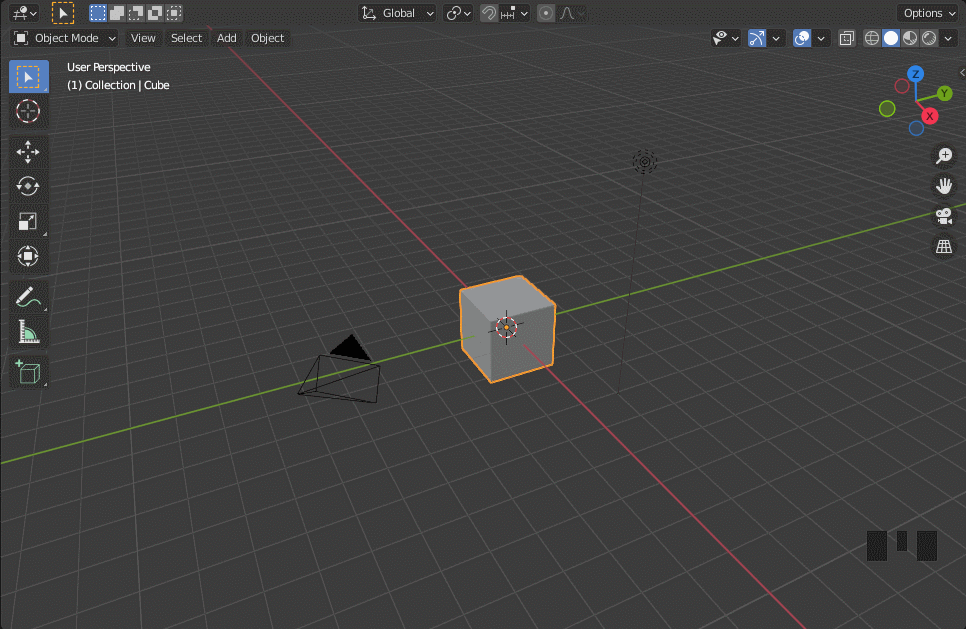 Global
Options
Object Mode
View
Select
Add
Object
User Perspective
(1) Collection | Cube
Z
Y
X